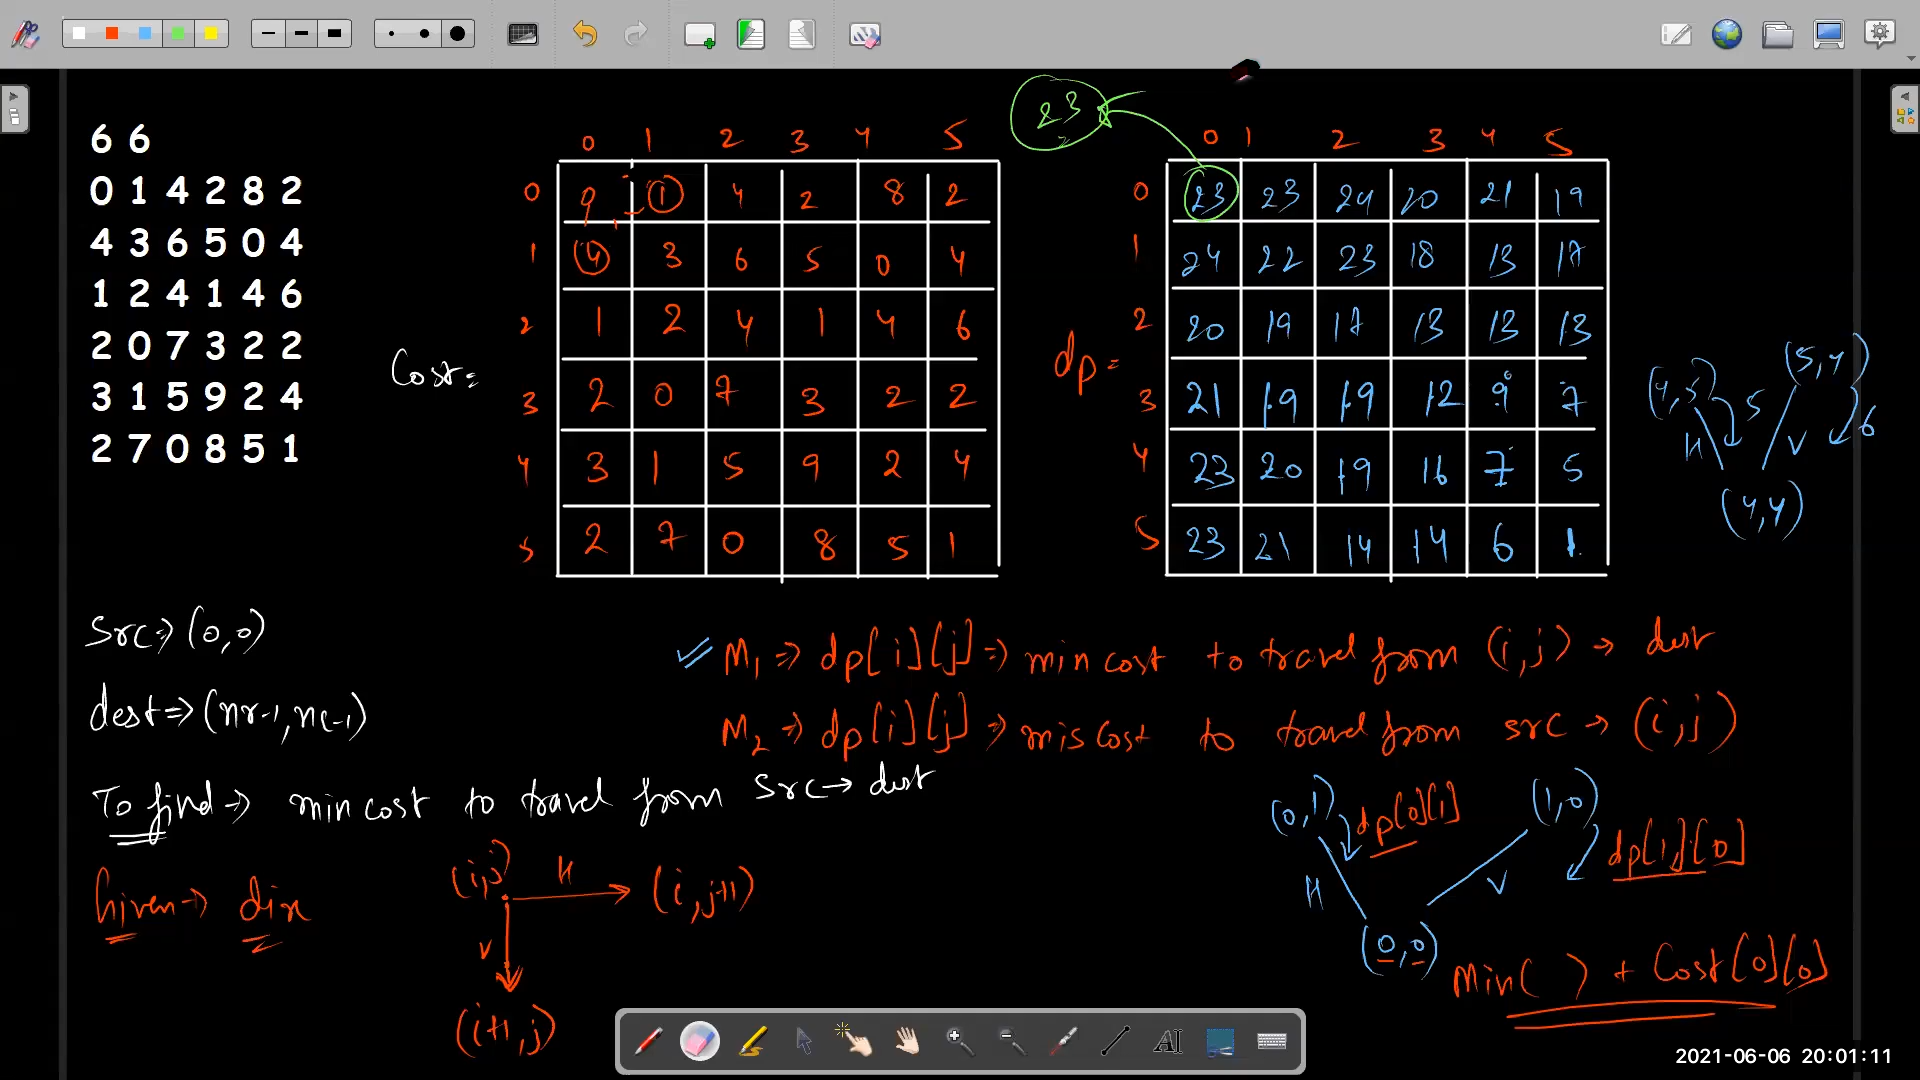 6 6
0 1 4 2 8 2
4 3 6 5 0 4
1 2 4 1 4 6
2 0 7 3 2 2
3 1 5 9 2 4
2 7 0 8 5 1
Cost =
0 1 2 3 4 5
0 0 1 4 2 8 2
1 4 3 6 5 0 4
2 1 2 4 1 4 6
3 2 0 7 3 2 2
4 3 1 5 9 2 4
5 2 7 0 8 5 1
23
dp =
0 1 2 3 4 5
0 23 23 24 20 21 19
1 24 22 23 18 13 17
2 20 19 17 13 13 13
3 21 19 19 12 9 7
4 23 20 19 16 7 5
5 23 21 14 14 6 1
(4,5) 5 (5,4) 6
H V
(4,4)
Src => (0,0)
dest => (nr-1, nc-1)
To find => min cost to travel from src → dest
Given → dir
(i,j) H (i,j+1)
V
(i+1,j)
M1 => dp[i][j] => min cost to travel from (i,j) → dest
M2 => dp[i][j] => mis cost to travel from src → (i,j)
(0,1) dp[0][1] (1,0) dp[1][0]
H V
(0,0)
Min( ) + Cost[0][0]
2021-06-06 20:01:11